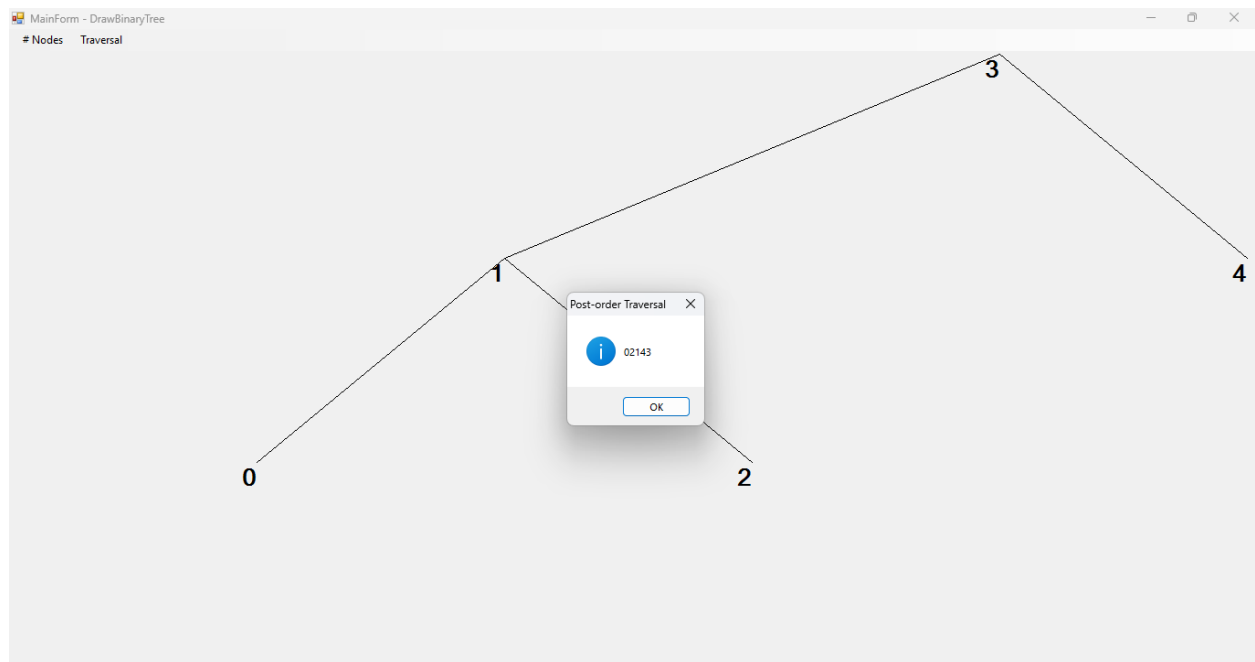 MainForm - DrawBinaryTree
# Nodes Traversal
3
1
4
Post-order Traversal
02143
OK
0
2